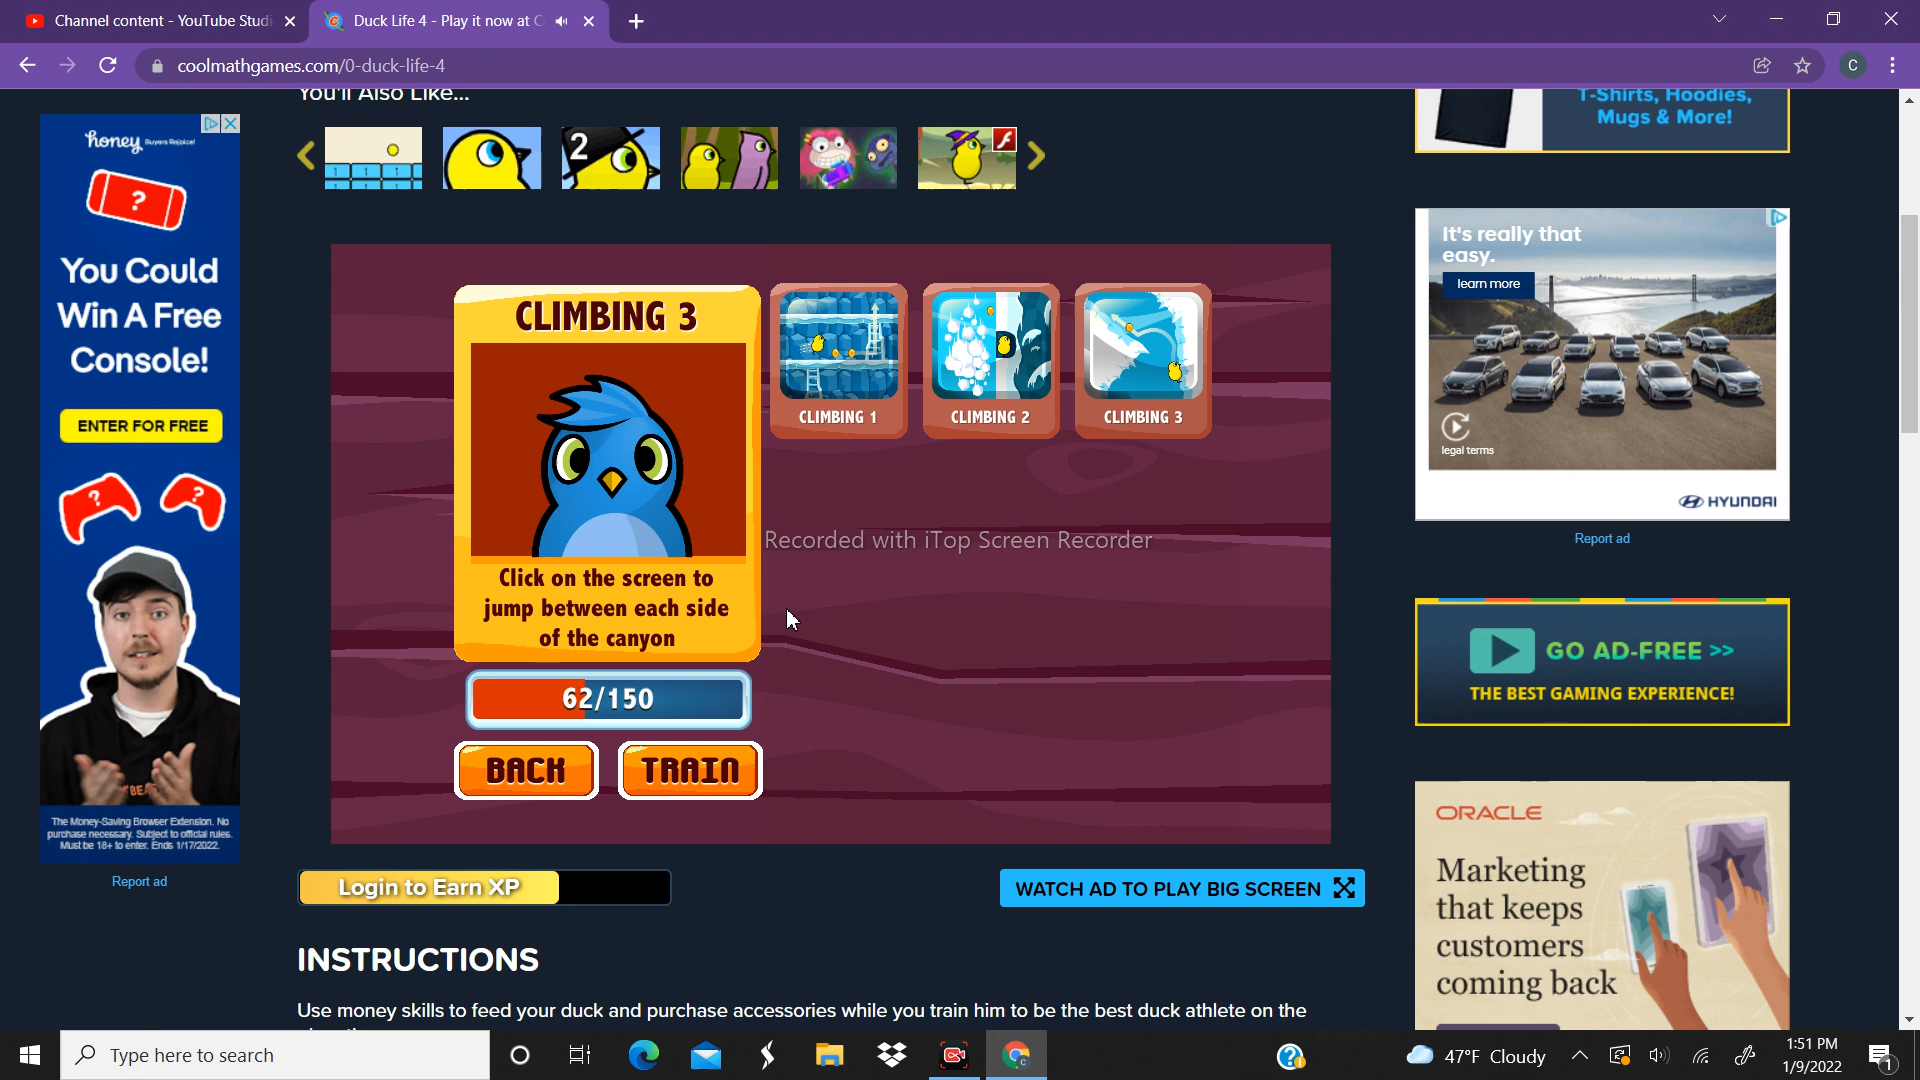 Channel content - YouTube Studi
Duck Life 4 - Play it now at C
coolmathgames.com/0-duck-life-4
C
You'll Also Like...
2
T-Shirts, Hoodies,
Mugs & More!
honey Buyers Rejoice!
?
You Could
Win A Free
Console!
ENTER FOR FREE
? ?
The Money-Saving Browser Extension. No
purchase necessary. Subject to official rules.
Must be 18+ to enter. Ends 1/17/2022.
Report ad
CLIMBING 3
Click on the screen to
jump between each side
of the canyon
62/150
BACK
TRAIN
CLIMBING 1
CLIMBING 2
CLIMBING 3
Recorded with iTop Screen Recorder
It's really that
easy.
learn more
legal terms
HYUNDAI
Report ad
GO AD-FREE >>
THE BEST GAMING EXPERIENCE!
ORACLE
Marketing
that keeps
customers
coming back
Login to Earn XP
WATCH AD TO PLAY BIG SCREEN
INSTRUCTIONS
Use money skills to feed your duck and purchase accessories while you train him to be the best duck athlete on the
Type here to search
47°F Cloudy
1:51 PM
1/9/2022
1